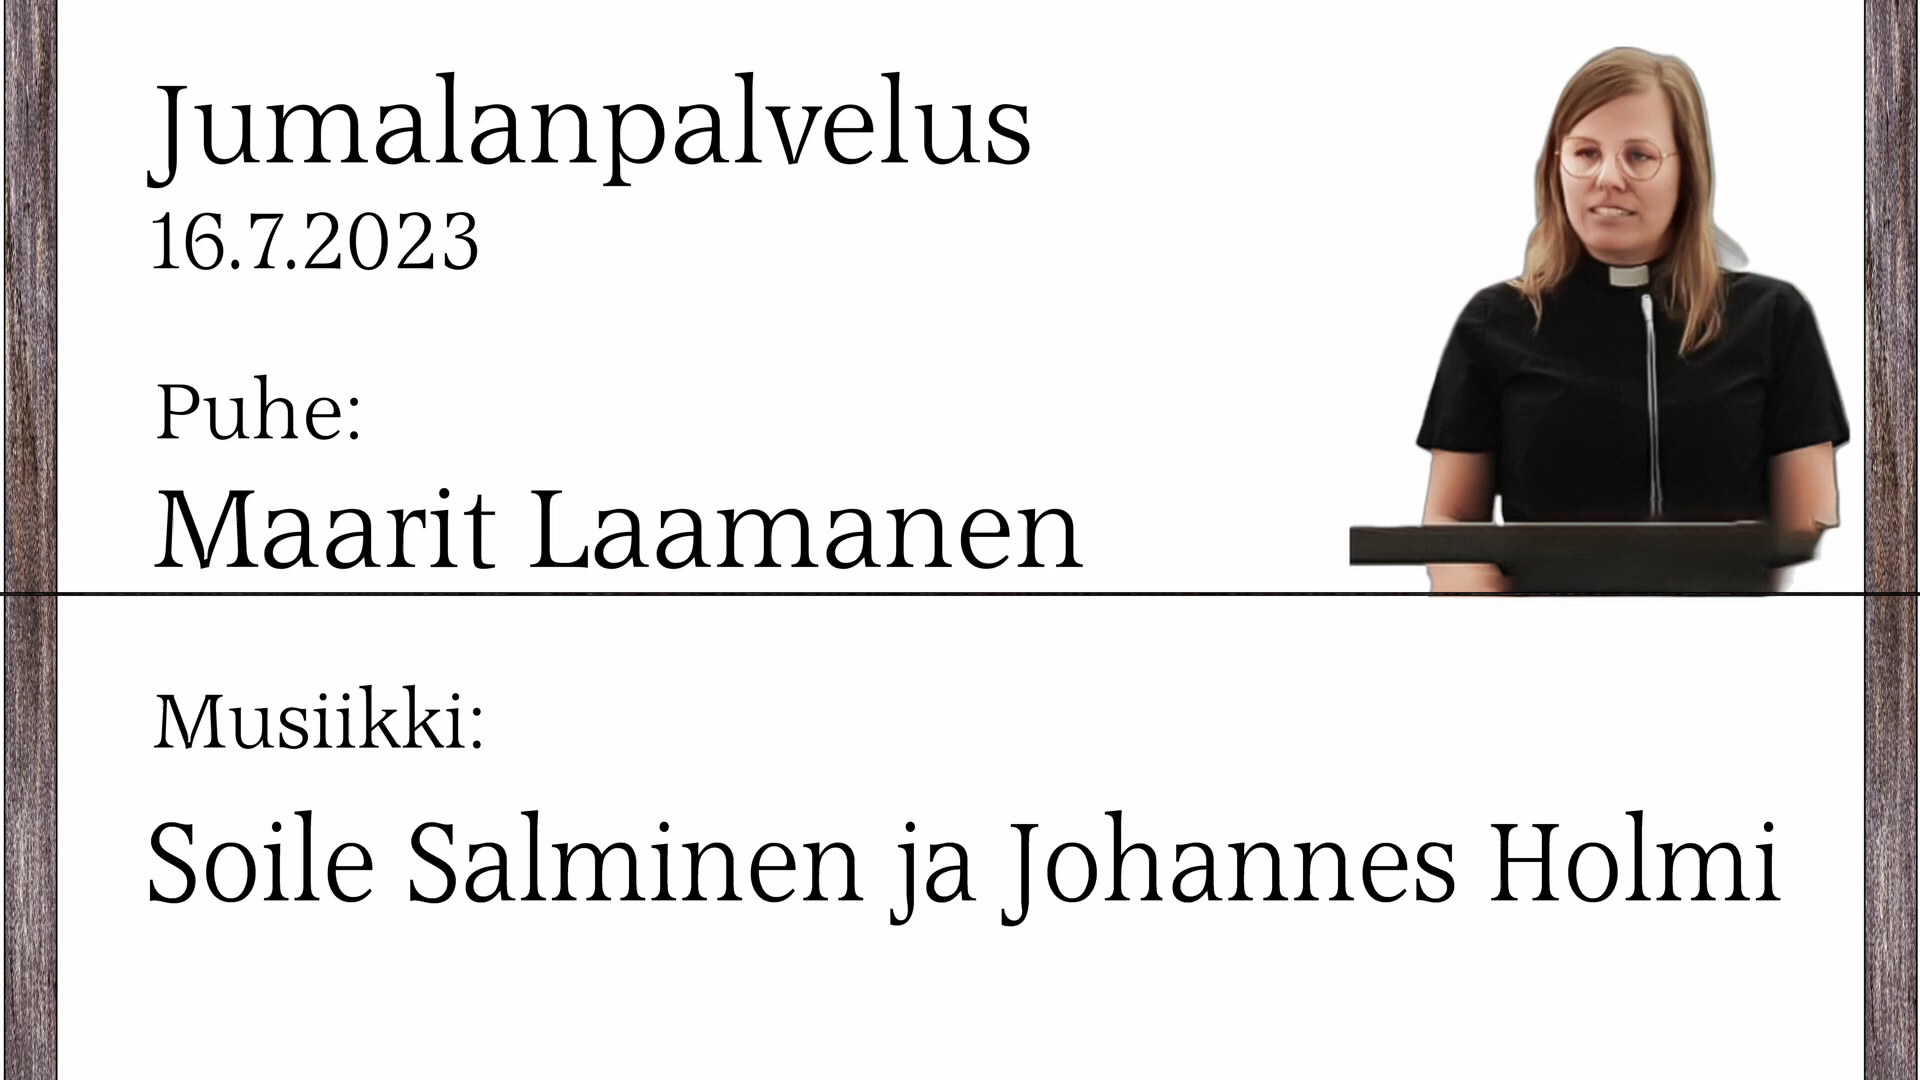 Jumalanpalvelus
16.7.2023
Puhe:
Maarit Laamanen
Musiikki:
Soile Salminen ja Johannes Holmi